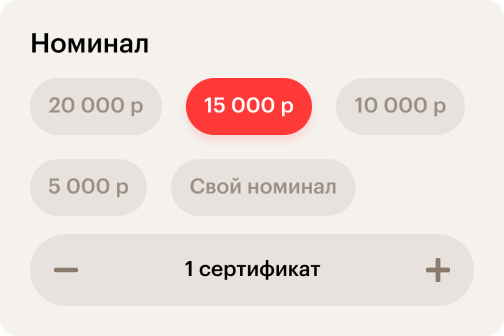 Номинал
20 000 р 15 000 р 10 000 р
5 000 р Свой номинал
1 сертификат